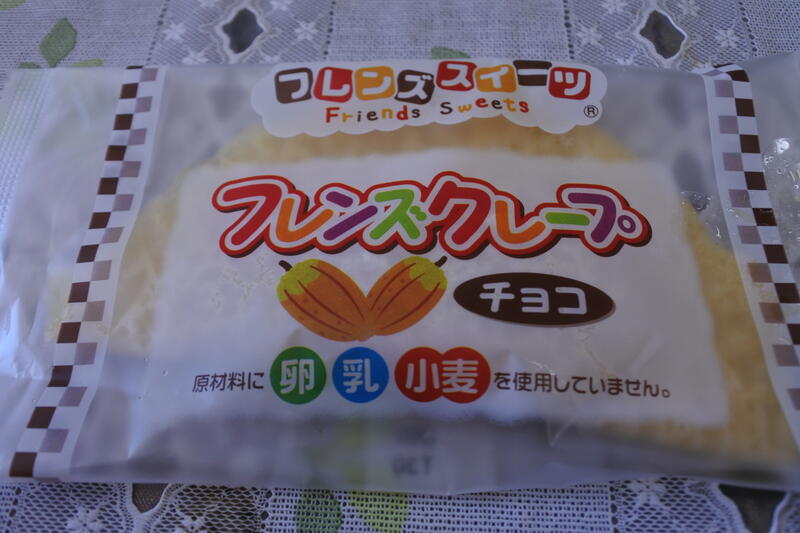 フレンズスイーツ
Friends Sweets ®
フレンズクレープ
チョコ
原材料に 卵 乳 小麦 を使用していません。